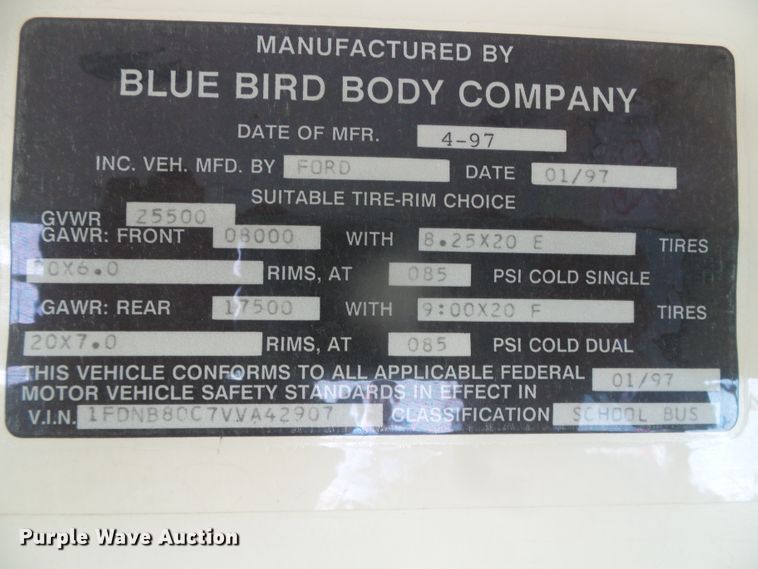 MANUFACTURED BY
BLUE BIRD BODY COMPANY
DATE OF MFR. 4-97
INC. VEH. MFD. BY FORD DATE 01/97
SUITABLE TIRE-RIM CHOICE
GVWR 25500
GAWR: FRONT 08000 WITH 8.25X20 E TIRES
20X6.0 RIMS, AT 085 PSI COLD SINGLE
GAWR: REAR 17500 WITH 9:00X20 F TIRES
20X7.0 RIMS, AT 085 PSI COLD DUAL
THIS VEHICLE CONFORMS TO ALL APPLICABLE FEDERAL 01/97
MOTOR VEHICLE SAFETY STANDARDS IN EFFECT IN
V.I.N. 1FDNB80C7VVA42907 CLASSIFICATION SCHOOL BUS
Purple Wave Auction